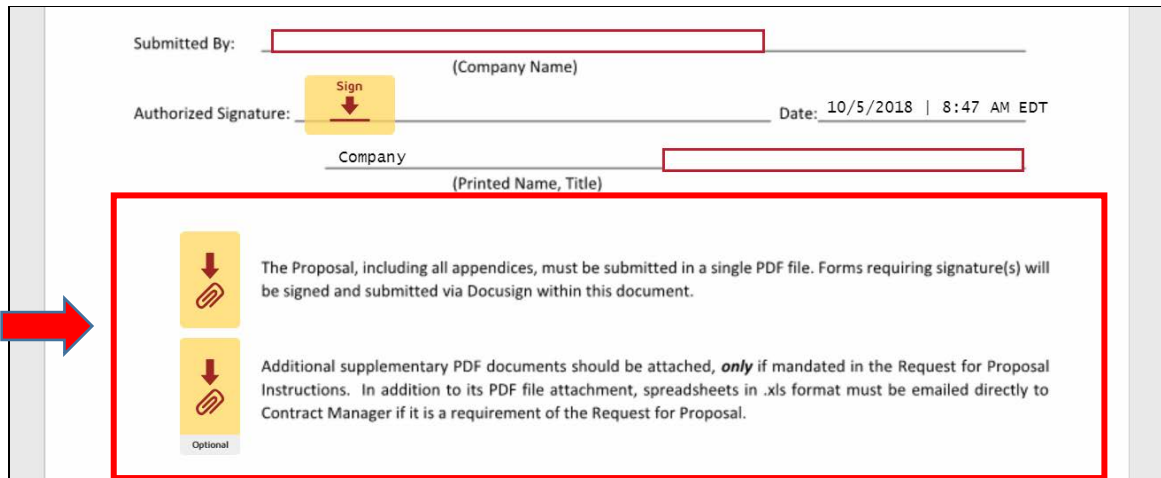 Submitted By:
(Company Name)
Sign
Authorized Signature: Date: 10/5/2018 | 8:47 AM EDT
Company
(Printed Name, Title)
The Proposal, including all appendices, must be submitted in a single PDF file. Forms requiring signature(s) will
be signed and submitted via Docusign within this document.
Additional supplementary PDF documents should be attached, only if mandated in the Request for Proposal
Instructions. In addition to its PDF file attachment, spreadsheets in .xls format must be emailed directly to
Contract Manager if it is a requirement of the Request for Proposal.
Optional